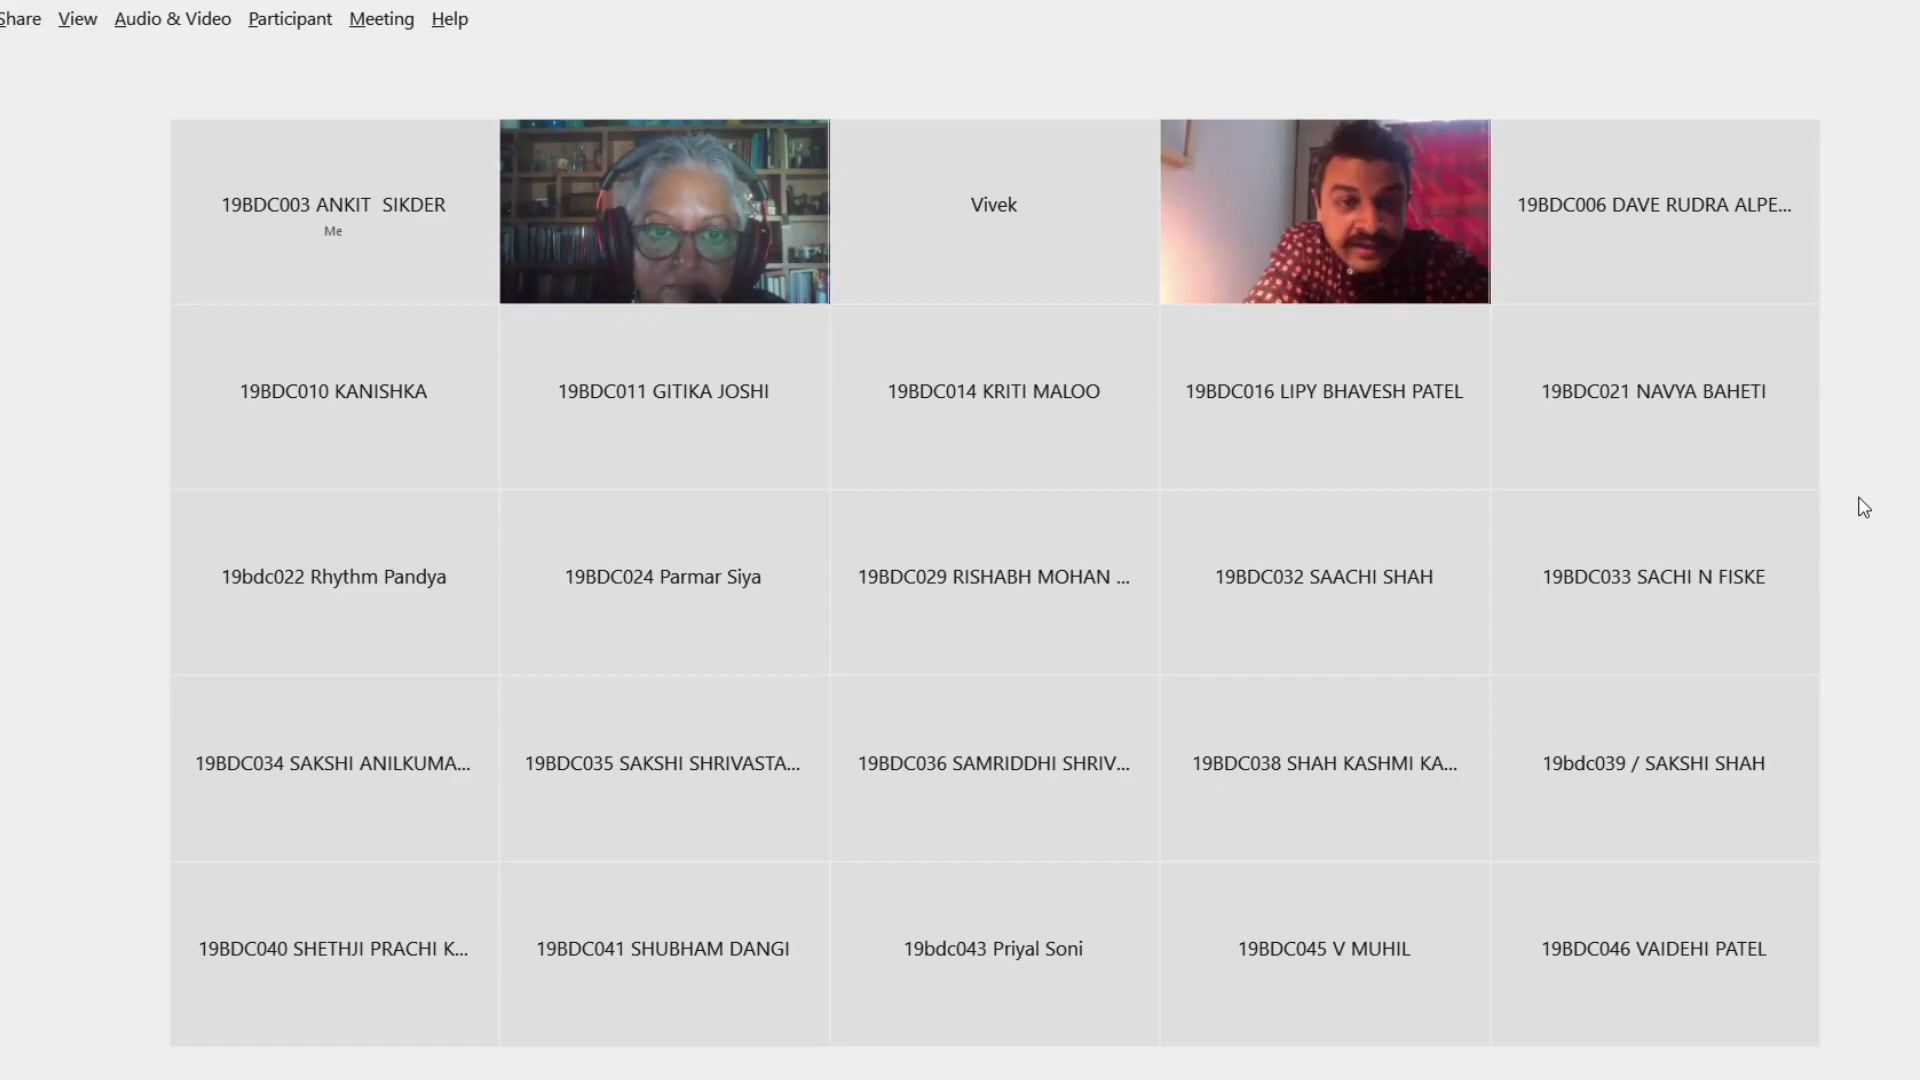 Share View Audio & Video Participant Meeting Help
19BDC003 ANKIT SIKDER
Me
Vivek
19BDC006 DAVE RUDRA ALPE...
19BDC010 KANISHKA
19BDC011 GITIKA JOSHI
19BDC014 KRITI MALOO
19BDC016 LIPY BHAVESH PATEL
19BDC021 NAVYA BAHETI
19bdc022 Rhythm Pandya
19BDC024 Parmar Siya
19BDC029 RISHABH MOHAN ...
19BDC032 SAACHI SHAH
19BDC033 SACHI N FISKE
19BDC034 SAKSHI ANILKUMA...
19BDC035 SAKSHI SHRIVASTA...
19BDC036 SAMRIDDHI SHRIV...
19BDC038 SHAH KASHMI KA...
19bdc039 / SAKSHI SHAH
19BDC040 SHETHJI PRACHI K...
19BDC041 SHUBHAM DANGI
19bdc043 Priyal Soni
19BDC045 V MUHIL
19BDC046 VAIDEHI PATEL